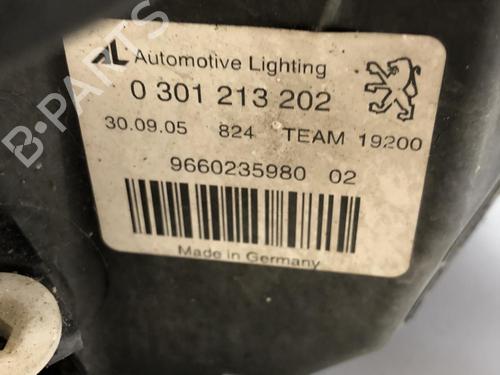 AL Automotive Lighting
0 301 213 202
30.09.05 824 TEAM 19200
9660235980 02
Made in Germany
B-PARTS